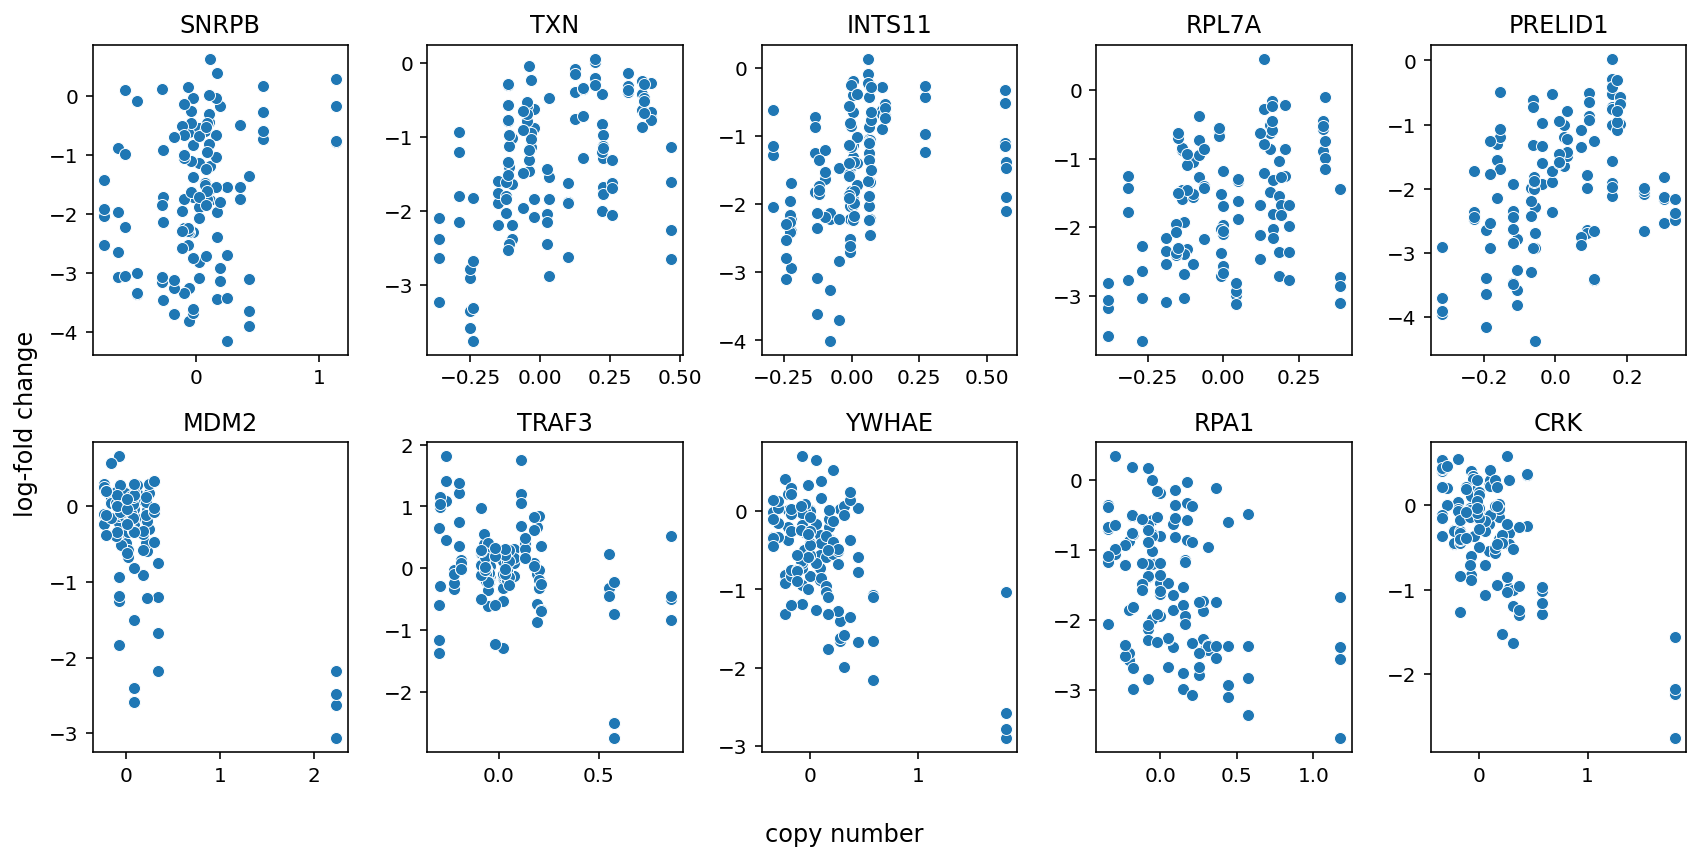 SNRPB TXN INTS11 RPL7A PRELID1
0 −1 −2 −3 −4
0 1
0 −1 −2 −3
−0.25 0.00 0.25 0.50
0 −1 −2 −3 −4
−0.25 0.00 0.25 0.50
0 −1 −2 −3
−0.25 0.00 0.25
0 −1 −2 −3 −4
−0.2 0.0 0.2
log-fold change
MDM2 TRAF3 YWHAE RPA1 CRK
0 −1 −2 −3
0 1 2
2 1 0 −1 −2
0.0 0.5
0 −1 −2 −3
0 1
0 −1 −2 −3
0.0 0.5 1.0
0 −1 −2
0 1
copy number